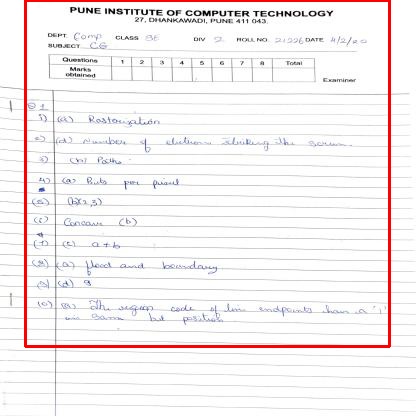 PUNE INSTITUTE OF COMPUTER TECHNOLOGY
27, DHANKAWADI, PUNE 411 043.
DEPT. Comp CLASS SE DIV 2 ROLL NO. 21226 DATE 4/2/20
SUBJECT CG
Questions 1 2 3 4 5 6 7 8 Total
Marks obtained
Examiner
Q 1
1) (a) Rasterization
2) (d) Number of electrons striking the screen.
3) (b)
4) (a) Bits per pixel
(5) (b)(2,3)
Concave (b)
(7) (c) a+b
(8) (a) flood and boundary
9) (d) 9
(10) The region code of line endpoints have a '1'
in same bit position